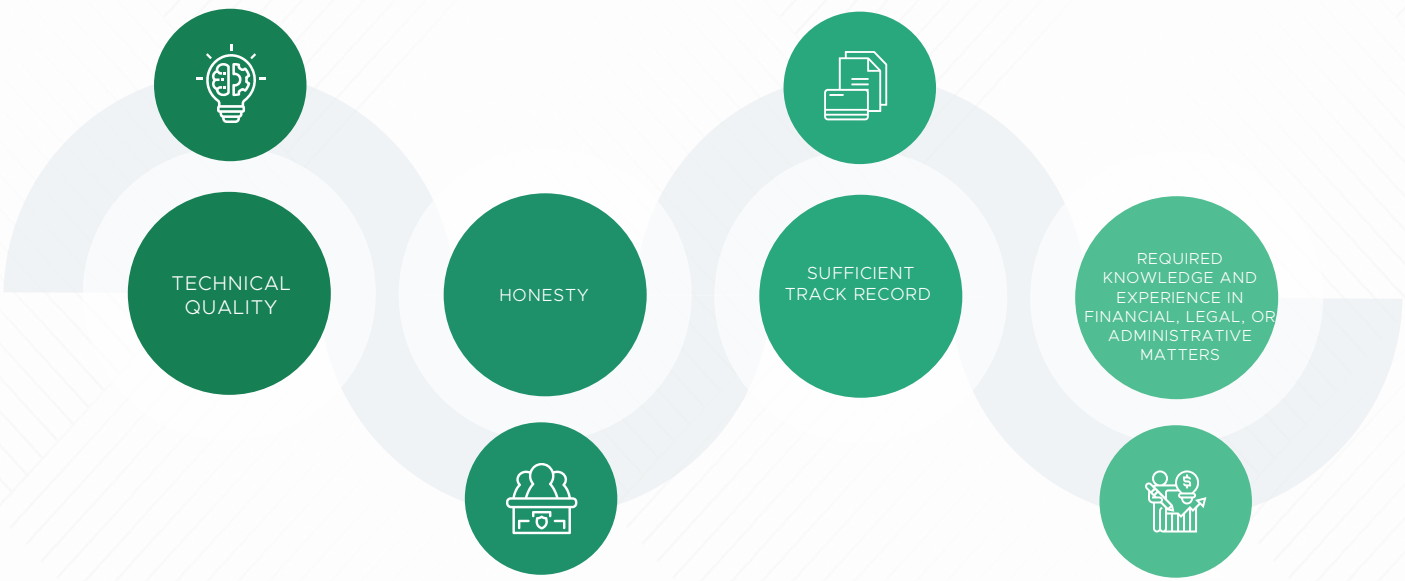 TECHNICAL
QUALITY
HONESTY
SUFFICIENT
TRACK RECORD
REQUIRED
KNOWLEDGE AND
EXPERIENCE IN
FINANCIAL, LEGAL, OR
ADMINISTRATIVE
MATTERS
$